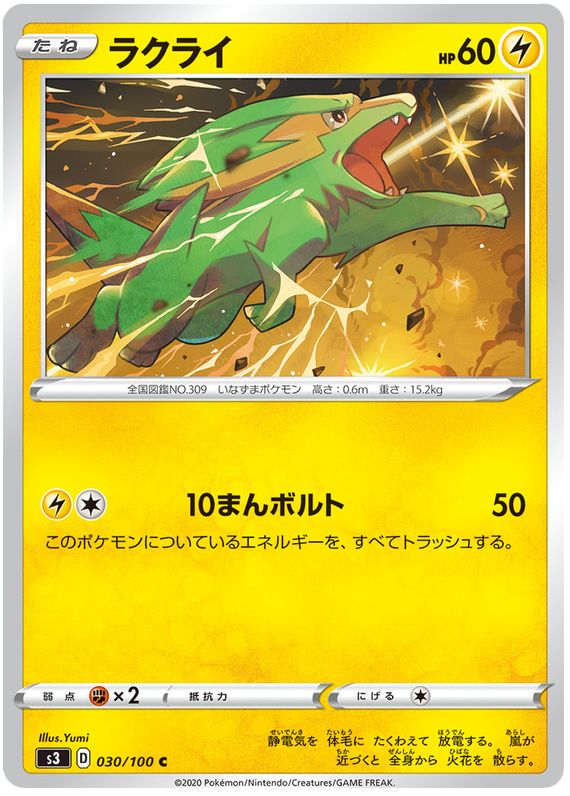 たね ラクライ HP60
全国図鑑NO.309 いなずまポケモン 高さ:0.6m 重さ:15.2kg
10まんボルト 50
このポケモンについているエネルギーを、すべてトラッシュする。
弱点 ×2 抵抗力 にげる
Illus.Yumi
静電気を 体毛に たくわえて 放電する。嵐が
近づくと 全身から 火花を 散らす。
s3 D 030/100 C
©2020 Pokémon/Nintendo/Creatures/GAME FREAK.